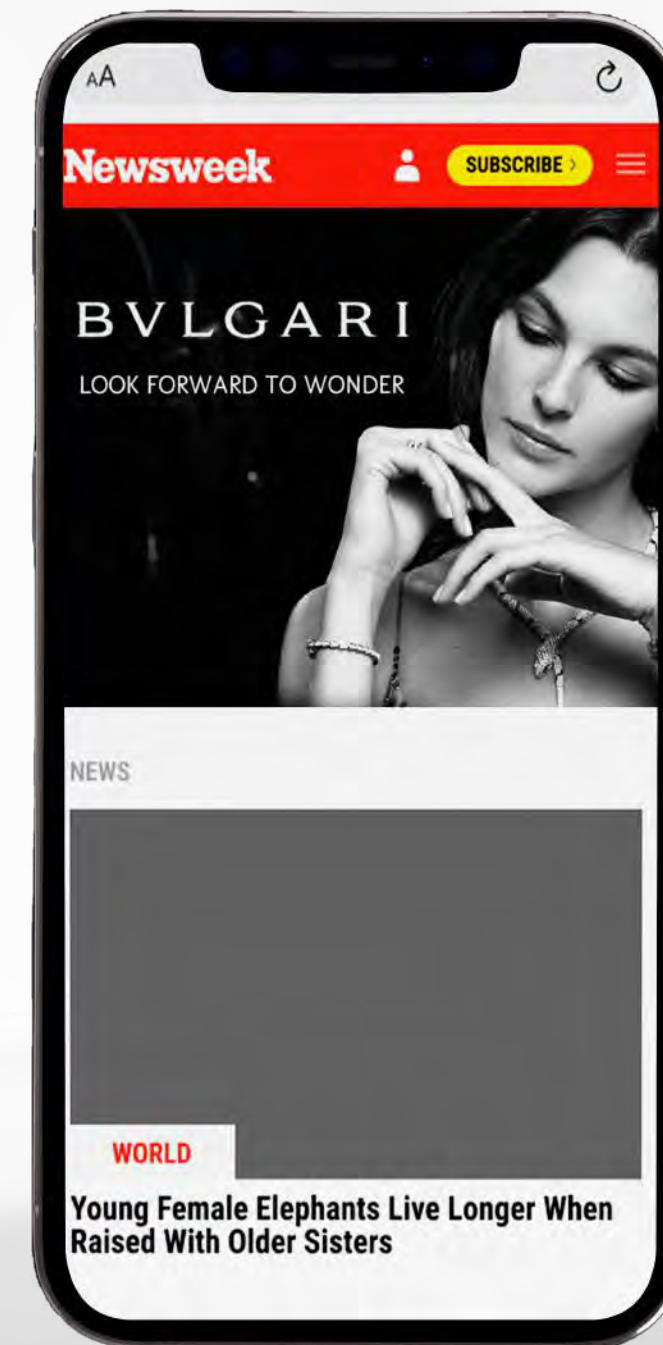 AA
Newsweek
SUBSCRIBE >
BVLGARI
LOOK FORWARD TO WONDER
NEWS
WORLD
Young Female Elephants Live Longer When
Raised With Older Sisters